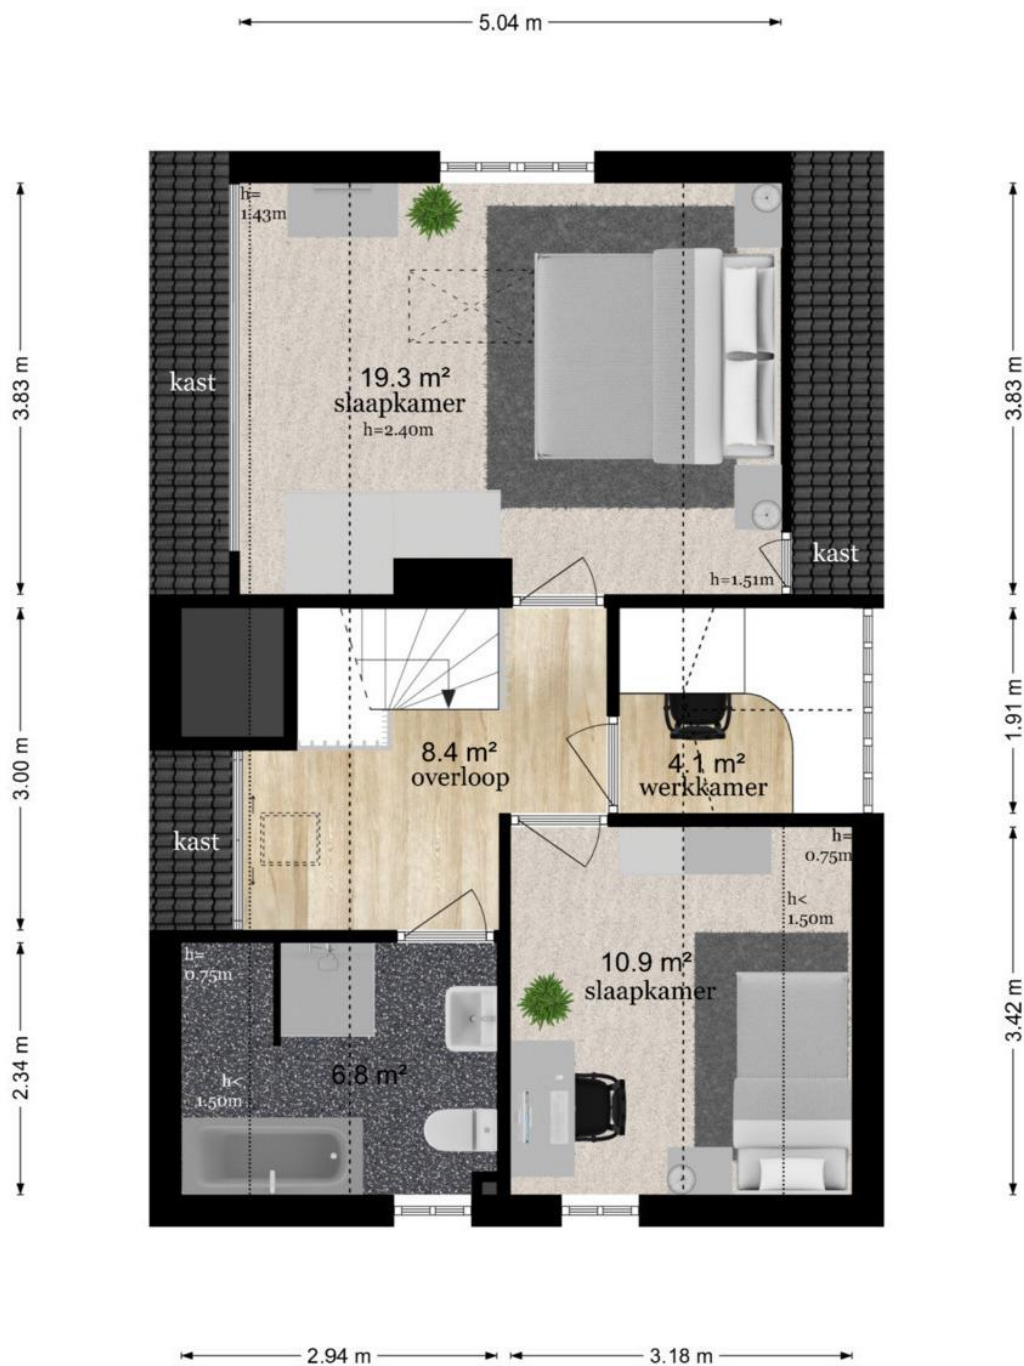 5.04 m
h=
1.43m
3.83 m
3.83 m
kast
19.3 m²
slaapkamer
h=2.40m
kast
h=1.51m
3.00 m
1.91 m
8.4 m²
overloop
4.1 m²
werkkamer
kast
h=
0.75m
h<
1.50m
h=
0.75m
10.9 m²
slaapkamer
2.34 m
3.42 m
h<
1.50m
6.8 m²
2.94 m
3.18 m